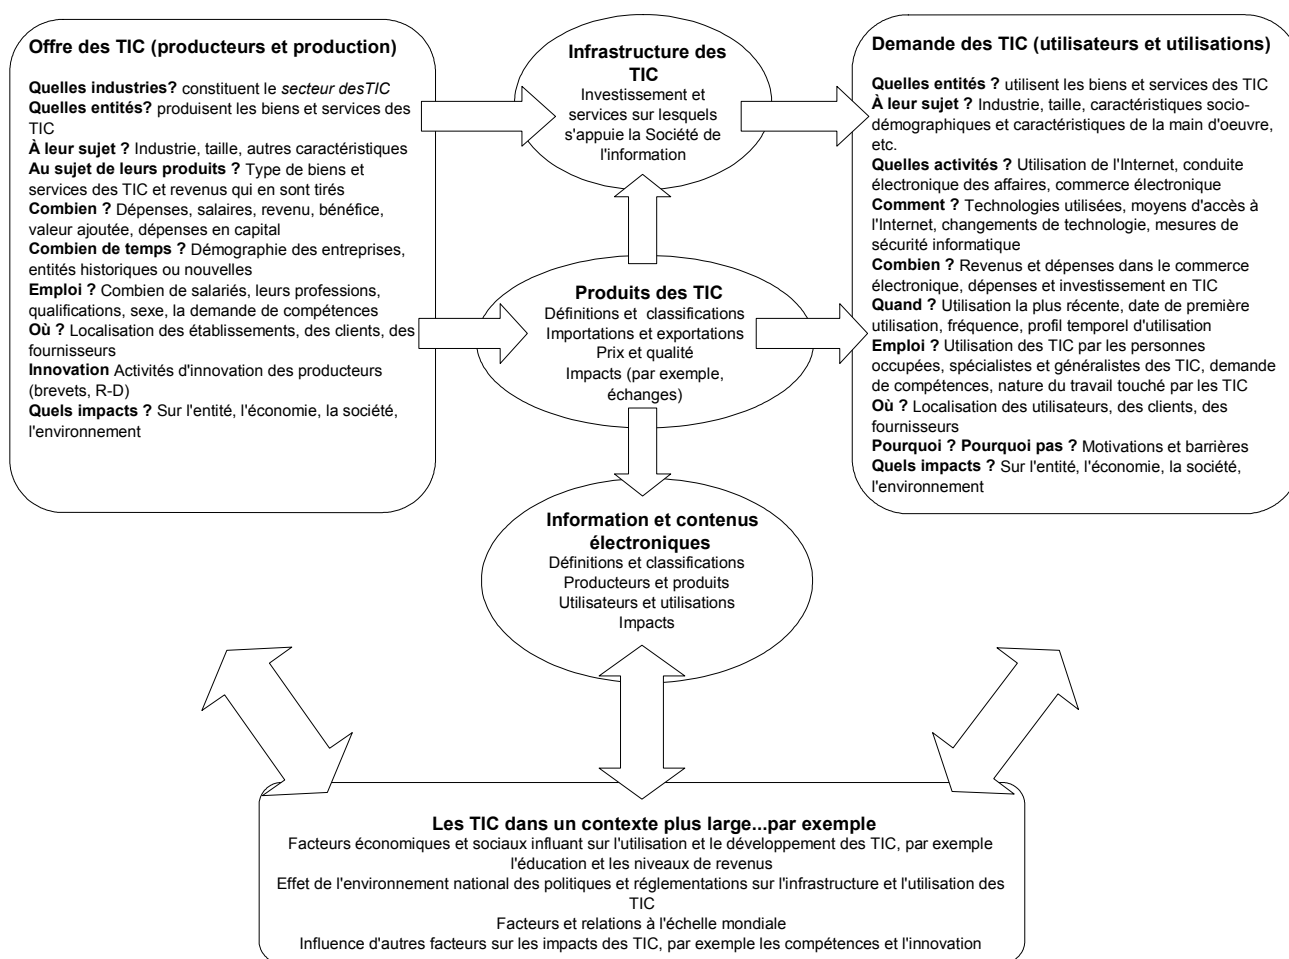 Offre des TIC (producteurs et production)
Quelles industries? constituent le secteur desTIC
Quelles entités? produisent les biens et services des
TIC
À leur sujet ? Industrie, taille, autres caractéristiques
Au sujet de leurs produits ? Type de biens et
services des TIC et revenus qui en sont tirés
Combien ? Dépenses, salaires, revenu, bénéfice,
valeur ajoutée, dépenses en capital
Combien de temps ? Démographie des entreprises,
entités historiques ou nouvelles
Emploi ? Combien de salariés, leurs professions,
qualifications, sexe, la demande de compétences
Où ? Localisation des établissements, des clients, des
fournisseurs
Innovation Activités d'innovation des producteurs
(brevets, R-D)
Quels impacts ? Sur l'entité, l'économie, la société,
l'environnement
Infrastructure des
TIC
Investissement et
services sur lesquels
s'appuie la Société de
l'information
Produits des TIC
Définitions et classifications
Importations et exportations
Prix et qualité
Impacts (par exemple,
échanges)
Information et contenus
électroniques
Définitions et classifications
Producteurs et produits
Utilisateurs et utilisations
Impacts
Demande des TIC (utilisateurs et utilisations)
Quelles entités ? utilisent les biens et services des TIC
À leur sujet ? Industrie, taille, caractéristiques socio-
démographiques et caractéristiques de la main d'oeuvre,
etc.
Quelles activités ? Utilisation de l'Internet, conduite
électronique des affaires, commerce électronique
Comment ? Technologies utilisées, moyens d'accès à
l'Internet, changements de technologie, mesures de
sécurité informatique
Combien ? Revenus et dépenses dans le commerce
électronique, dépenses et investissement en TIC
Quand ? Utilisation la plus récente, date de première
utilisation, fréquence, profil temporel d'utilisation
Emploi ? Utilisation des TIC par les personnes
occupées, spécialistes et généralistes des TIC, demande
de compétences, nature du travail touché par les TIC
Où ? Localisation des utilisateurs, des clients, des
fournisseurs
Pourquoi ? Pourquoi pas ? Motivations et barrières
Quels impacts ? Sur l'entité, l'économie, la société,
l'environnement
Les TIC dans un contexte plus large...par exemple
Facteurs économiques et sociaux influant sur l'utilisation et le développement des TIC, par exemple
l'éducation et les niveaux de revenus
Effet de l'environnement national des politiques et réglementations sur l'infrastructure et l'utilisation des
TIC
Facteurs et relations à l'échelle mondiale
Influence d'autres facteurs sur les impacts des TIC, par exemple les compétences et l'innovation